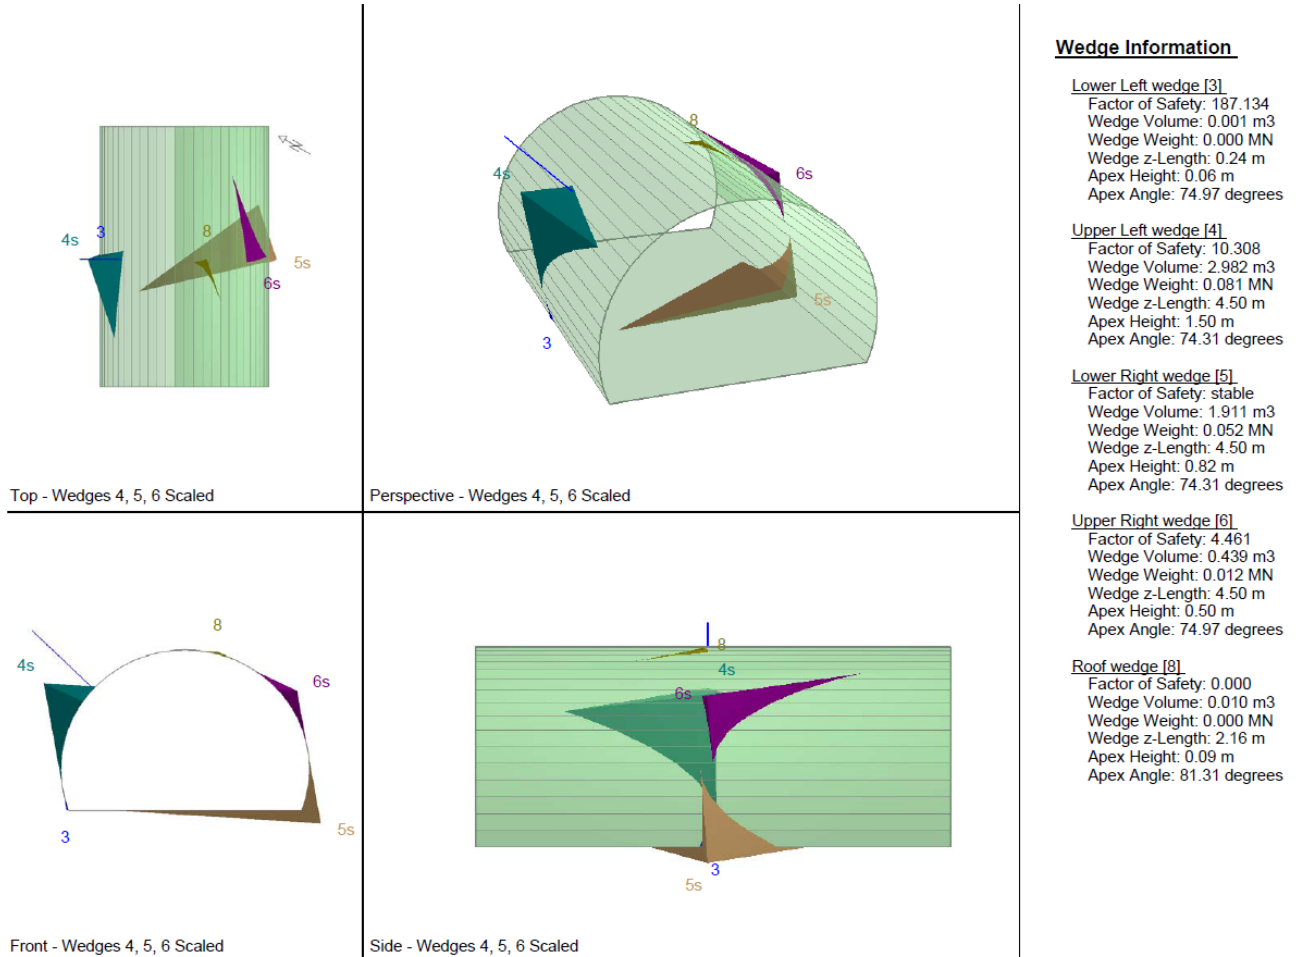 4s
3
8
5s
6s
N
Top - Wedges 4, 5, 6 Scaled
8
4s
6s
5s
3
Perspective - Wedges 4, 5, 6 Scaled
8
4s
6s
3
5s
Front - Wedges 4, 5, 6 Scaled
8
4s
6s
3
5s
Side - Wedges 4, 5, 6 Scaled
Wedge Information
Lower Left wedge [3]
Factor of Safety: 187.134
Wedge Volume: 0.001 m3
Wedge Weight: 0.000 MN
Wedge z-Length: 0.24 m
Apex Height: 0.06 m
Apex Angle: 74.97 degrees
Upper Left wedge [4]
Factor of Safety: 10.308
Wedge Volume: 2.982 m3
Wedge Weight: 0.081 MN
Wedge z-Length: 4.50 m
Apex Height: 1.50 m
Apex Angle: 74.31 degrees
Lower Right wedge [5]
Factor of Safety: stable
Wedge Volume: 1.911 m3
Wedge Weight: 0.052 MN
Wedge z-Length: 4.50 m
Apex Height: 0.82 m
Apex Angle: 74.31 degrees
Upper Right wedge [6]
Factor of Safety: 4.461
Wedge Volume: 0.439 m3
Wedge Weight: 0.012 MN
Wedge z-Length: 4.50 m
Apex Height: 0.50 m
Apex Angle: 74.97 degrees
Roof wedge [8]
Factor of Safety: 0.000
Wedge Volume: 0.010 m3
Wedge Weight: 0.000 MN
Wedge z-Length: 2.16 m
Apex Height: 0.09 m
Apex Angle: 81.31 degrees